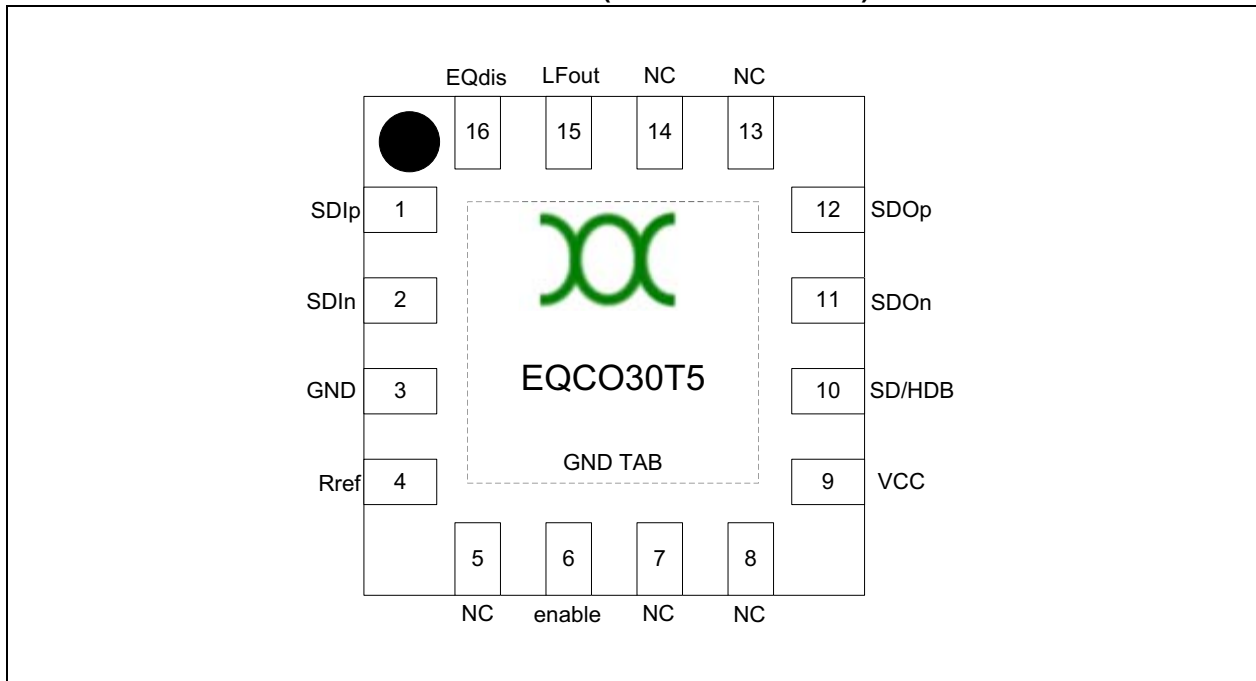 EQdis LFout NC NC
16 15 14 13
SDIp 1 12 SDOp
SDIn 2 11 SDOn
GND 3 EQCO30T5 10 SD/HDB
GND TAB
Rref 4 9 VCC
5 6 7 8
NC enable NC NC